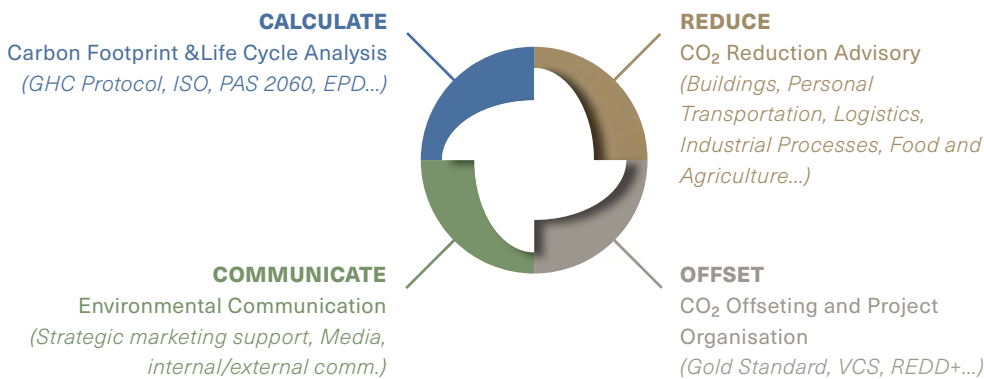 CALCULATE
Carbon Footprint &Life Cycle Analysis
(GHC Protocol, ISO, PAS 2060, EPD...)
REDUCE
CO₂ Reduction Advisory
(Buildings, Personal
Transportation, Logistics,
Industrial Processes, Food and
Agriculture...)
COMMUNICATE
Environmental Communication
(Strategic marketing support, Media,
internal/external comm.)
OFFSET
CO₂ Offseting and Project
Organisation
(Gold Standard, VCS, REDD+...)